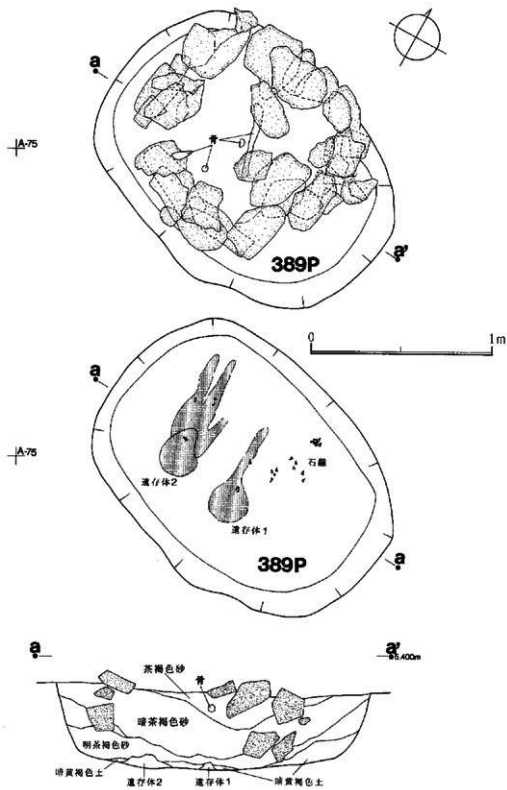 a
A-75
骨
a'
389P
0 1m
a
A-75
石鏃
遺存体2
遺存体1
389P
a
a 骨 a'
茶褐色砂 5.400m
暗茶褐色砂
明茶褐色砂
暗黄褐色土 遺存体2 遺存体1 暗黄褐色土